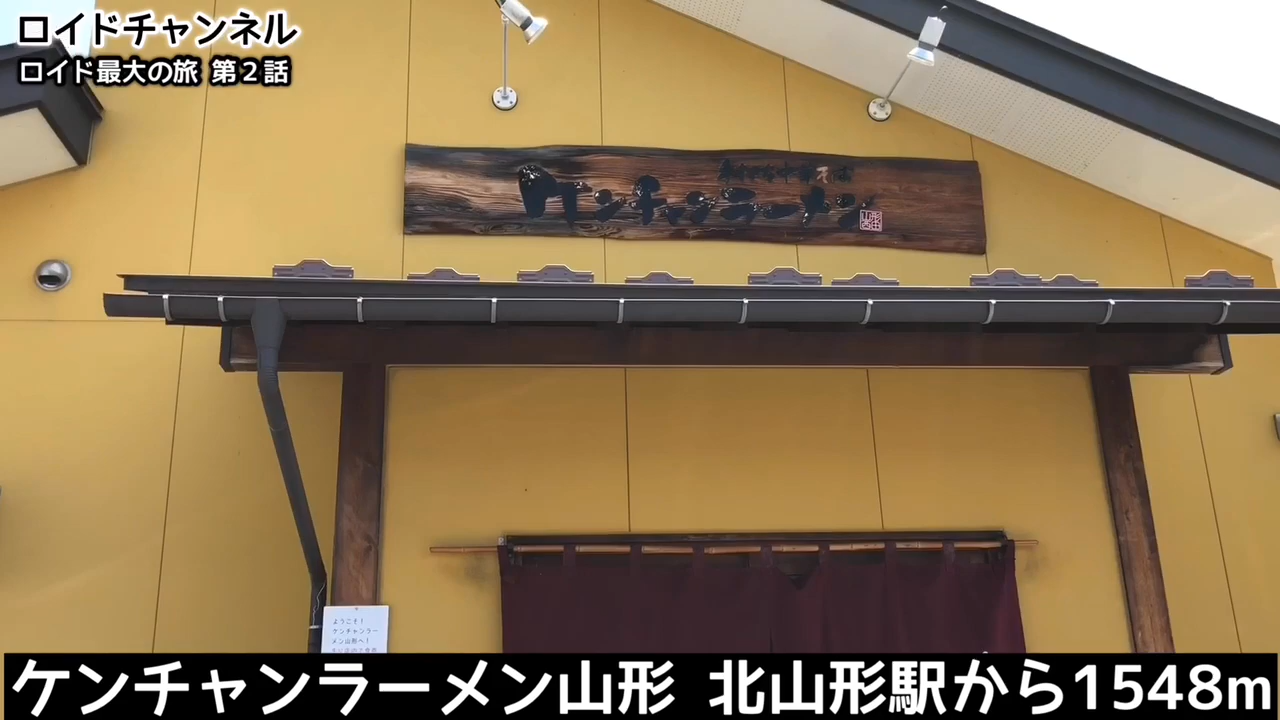 ロイドチャンネル
ロイド最大の旅 第2話
ケンチャンラーメン
山形
ようこそ!
ケンチャンラー
メン山形へ!
ケンチャンラーメン山形 北山形駅から1548m